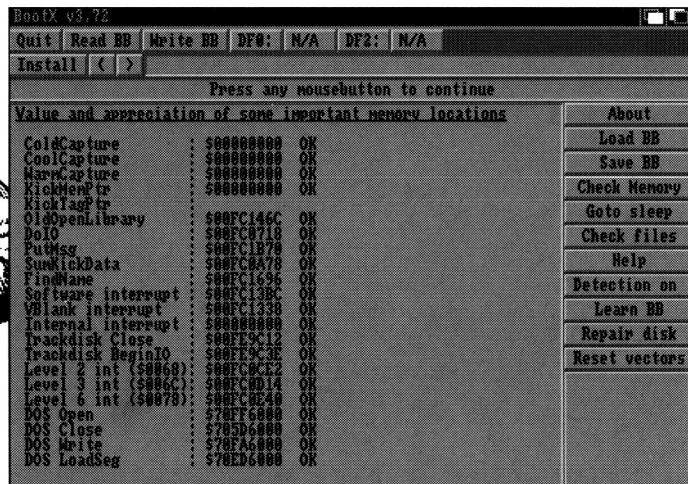 BootX v3.72
Quit Read BB Write BB DF0: N/A DF2: N/A
Install < >
Press any mousebutton to continue
Value and appreciation of some important memory locations
ColdCapture : $00000000 OK
CoolCapture : $00000000 OK
WarmCapture : $00000000 OK
KickMemPtr : $00000000 OK
KickTagPtr :
OldOpenLibrary : $00FC146C OK
DoIO : $00FC0718 OK
PutMsg : $00FC1B70 OK
SumKickData : $00FC0A78 OK
FindName : $00FC1696 OK
Software interrupt : $00FC13BC OK
VBlank interrupt : $00FC1338 OK
Internal interrupt : $00000000 OK
Trackdisk Close : $00FE9C12 OK
Trackdisk BeginIO : $00FE9C3E OK
Level 2 int ($0068): $00FC0CE2 OK
Level 3 int ($006C): $00FC0D14 OK
Level 6 int ($0078): $00FC0E40 OK
DOS Open : $70FF6000 OK
DOS Close : $705D6000 OK
DOS Write : $70FA6000 OK
DOS LoadSeg : $70ED6000 OK
About
Load BB
Save BB
Check Memory
Goto sleep
Check files
Help
Detection on
Learn BB
Repair disk
Reset vectors